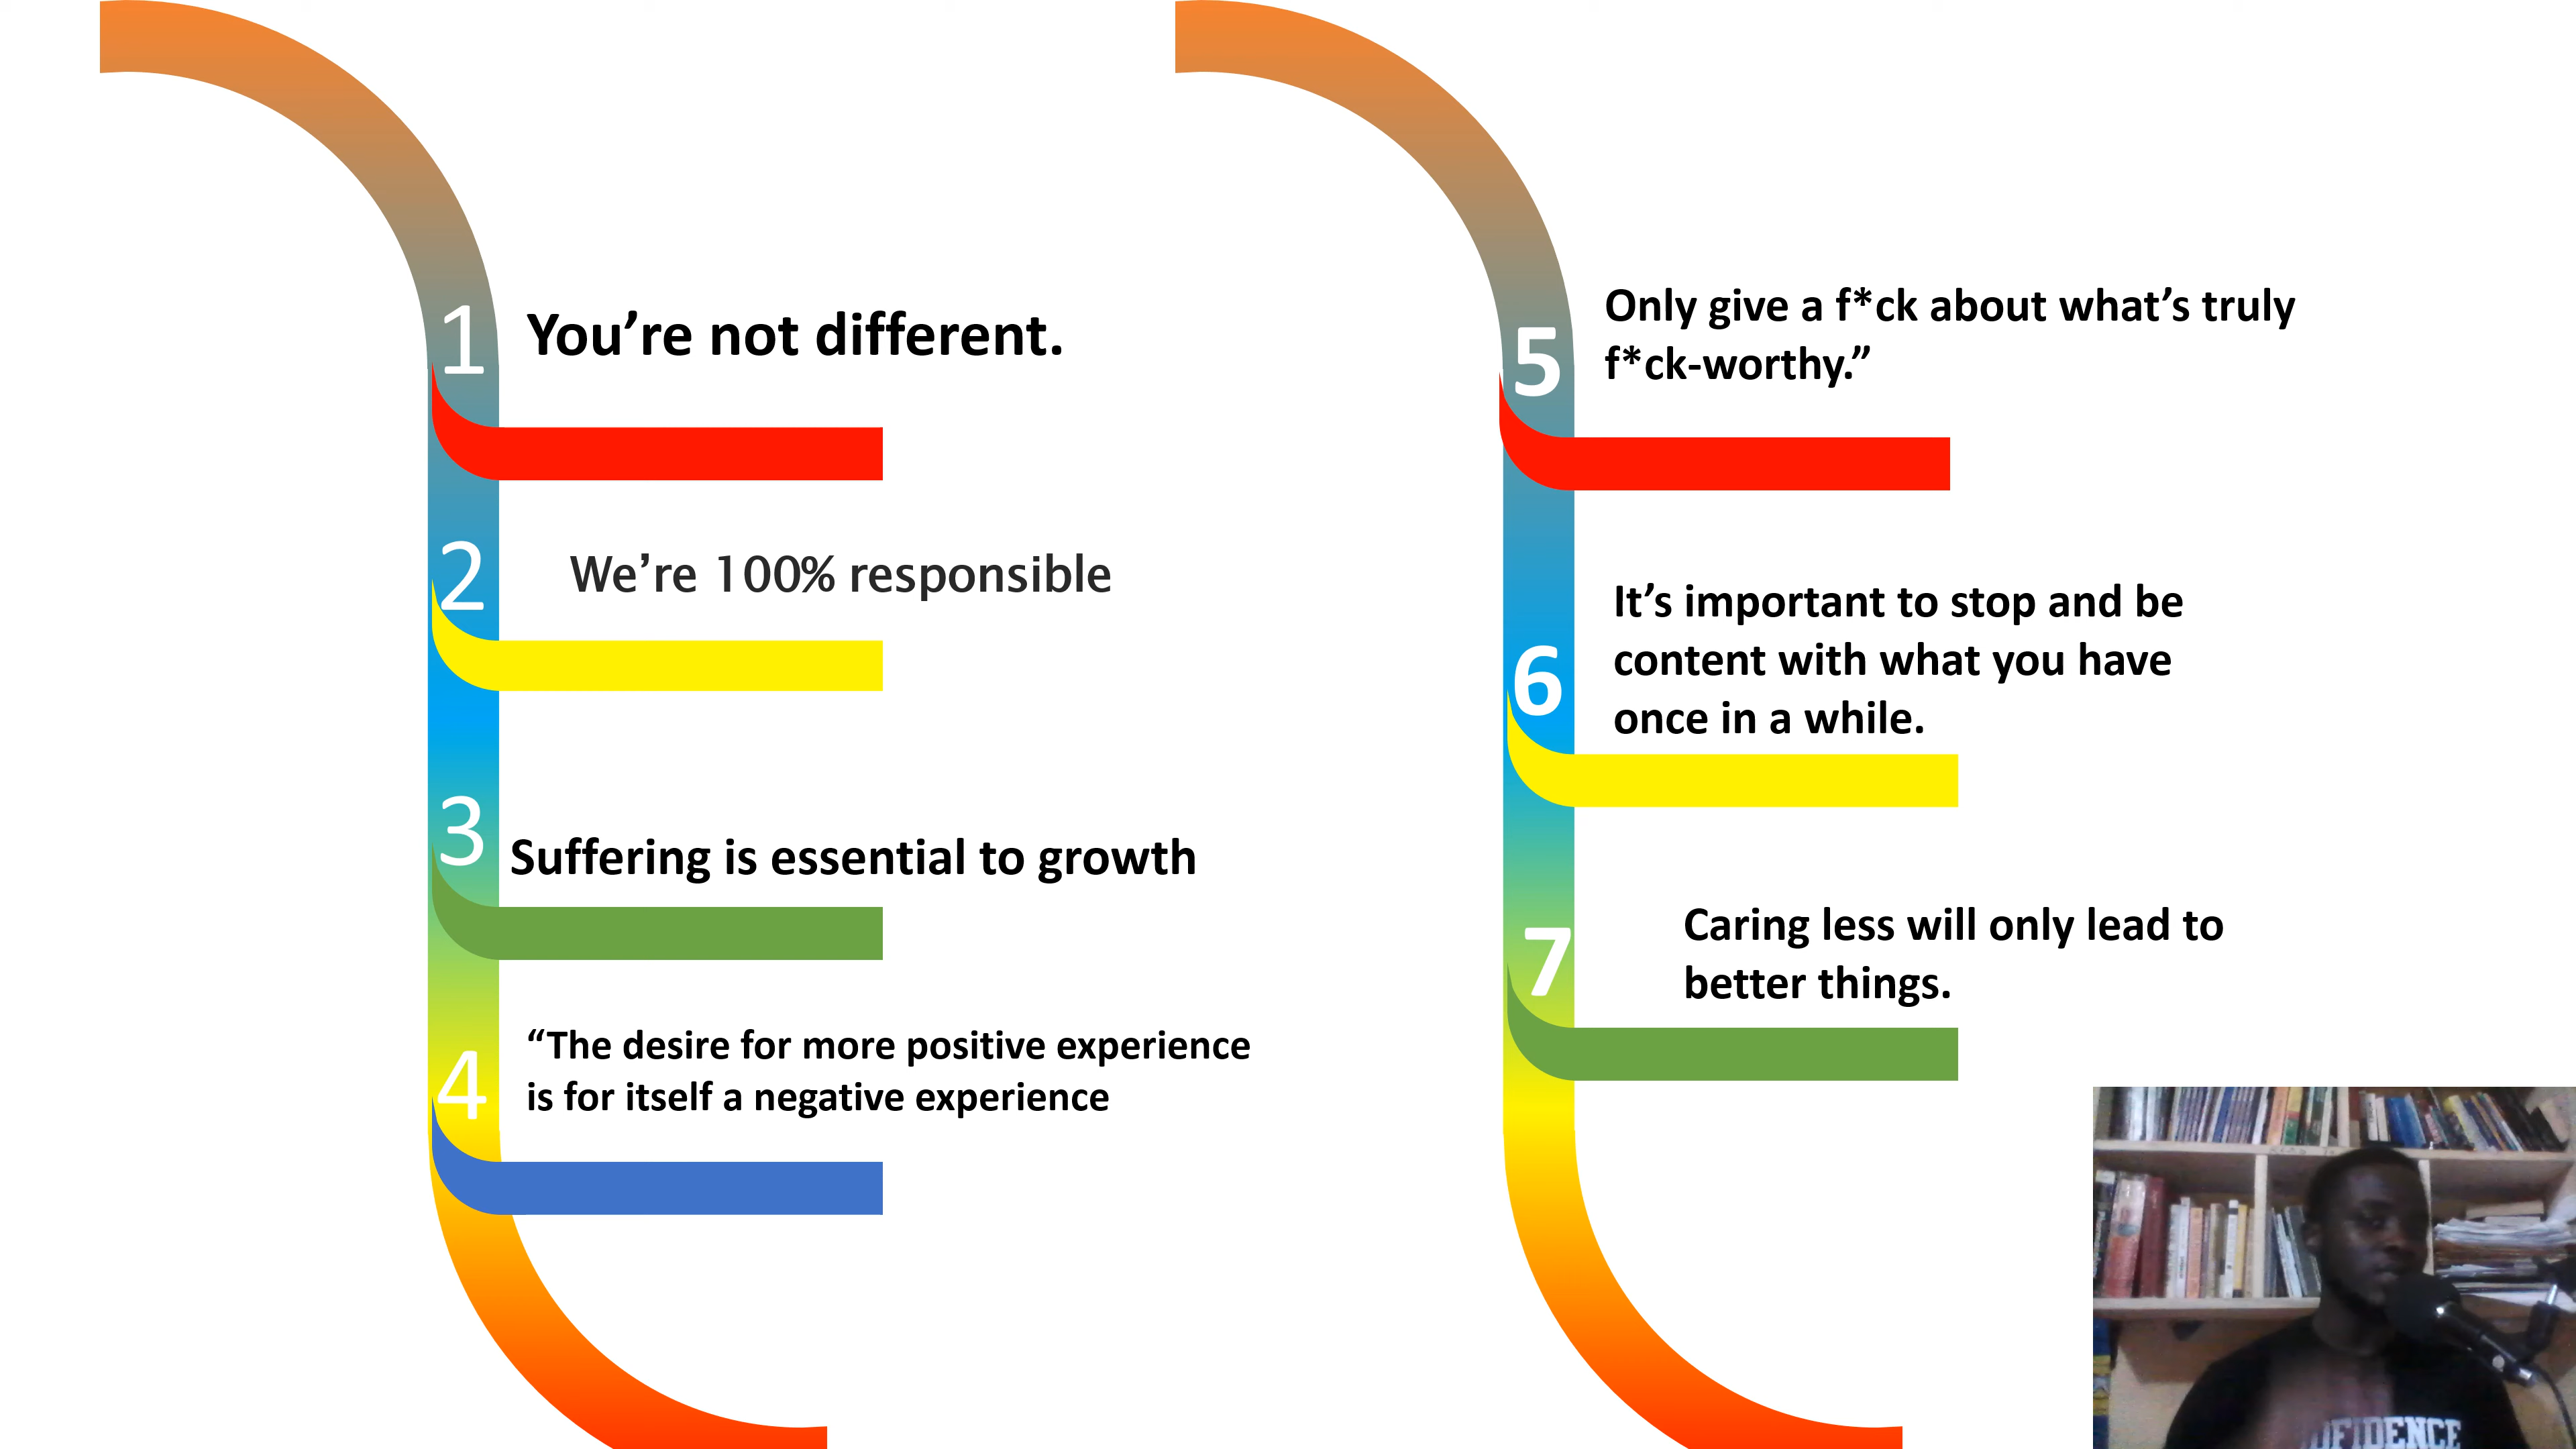 1
You’re not different.
2
We’re 100% responsible
3
Suffering is essential to growth
4
“The desire for more positive experience
is for itself a negative experience
5
Only give a f*ck about what’s truly
f*ck-worthy.”
6
It’s important to stop and be
content with what you have
once in a while.
7
Caring less will only lead to
better things.